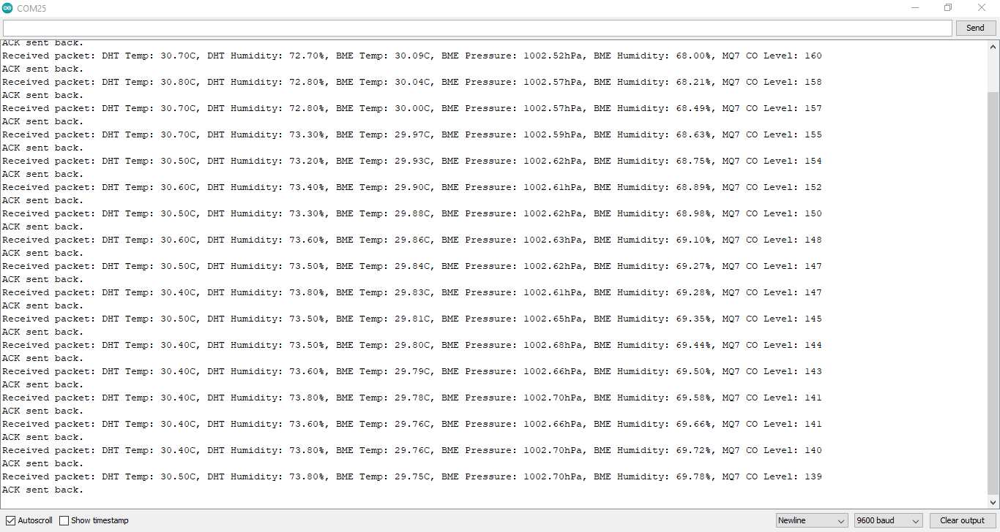 COM25
Send
ACK sent back.
Received packet: DHT Temp: 30.70C, DHT Humidity: 72.70%, BME Temp: 30.09C, BME Pressure: 1002.52hPa, BME Humidity: 68.00%, MQ7 CO Level: 160
ACK sent back.
Received packet: DHT Temp: 30.80C, DHT Humidity: 72.80%, BME Temp: 30.04C, BME Pressure: 1002.57hPa, BME Humidity: 68.21%, MQ7 CO Level: 158
ACK sent back.
Received packet: DHT Temp: 30.70C, DHT Humidity: 72.80%, BME Temp: 30.00C, BME Pressure: 1002.57hPa, BME Humidity: 68.49%, MQ7 CO Level: 157
ACK sent back.
Received packet: DHT Temp: 30.70C, DHT Humidity: 73.30%, BME Temp: 29.97C, BME Pressure: 1002.59hPa, BME Humidity: 68.63%, MQ7 CO Level: 155
ACK sent back.
Received packet: DHT Temp: 30.50C, DHT Humidity: 73.20%, BME Temp: 29.93C, BME Pressure: 1002.62hPa, BME Humidity: 68.75%, MQ7 CO Level: 154
ACK sent back.
Received packet: DHT Temp: 30.60C, DHT Humidity: 73.40%, BME Temp: 29.90C, BME Pressure: 1002.61hPa, BME Humidity: 68.89%, MQ7 CO Level: 152
ACK sent back.
Received packet: DHT Temp: 30.50C, DHT Humidity: 73.30%, BME Temp: 29.88C, BME Pressure: 1002.62hPa, BME Humidity: 68.98%, MQ7 CO Level: 150
ACK sent back.
Received packet: DHT Temp: 30.60C, DHT Humidity: 73.60%, BME Temp: 29.86C, BME Pressure: 1002.63hPa, BME Humidity: 69.10%, MQ7 CO Level: 148
ACK sent back.
Received packet: DHT Temp: 30.50C, DHT Humidity: 73.50%, BME Temp: 29.84C, BME Pressure: 1002.62hPa, BME Humidity: 69.27%, MQ7 CO Level: 147
ACK sent back.
Received packet: DHT Temp: 30.40C, DHT Humidity: 73.80%, BME Temp: 29.83C, BME Pressure: 1002.61hPa, BME Humidity: 69.28%, MQ7 CO Level: 147
ACK sent back.
Received packet: DHT Temp: 30.50C, DHT Humidity: 73.50%, BME Temp: 29.81C, BME Pressure: 1002.65hPa, BME Humidity: 69.35%, MQ7 CO Level: 145
ACK sent back.
Received packet: DHT Temp: 30.40C, DHT Humidity: 73.50%, BME Temp: 29.80C, BME Pressure: 1002.68hPa, BME Humidity: 69.44%, MQ7 CO Level: 144
ACK sent back.
Received packet: DHT Temp: 30.40C, DHT Humidity: 73.60%, BME Temp: 29.79C, BME Pressure: 1002.66hPa, BME Humidity: 69.50%, MQ7 CO Level: 143
ACK sent back.
Received packet: DHT Temp: 30.40C, DHT Humidity: 73.80%, BME Temp: 29.78C, BME Pressure: 1002.70hPa, BME Humidity: 69.58%, MQ7 CO Level: 141
ACK sent back.
Received packet: DHT Temp: 30.40C, DHT Humidity: 73.60%, BME Temp: 29.76C, BME Pressure: 1002.66hPa, BME Humidity: 69.66%, MQ7 CO Level: 141
ACK sent back.
Received packet: DHT Temp: 30.40C, DHT Humidity: 73.80%, BME Temp: 29.76C, BME Pressure: 1002.70hPa, BME Humidity: 69.72%, MQ7 CO Level: 140
ACK sent back.
Received packet: DHT Temp: 30.50C, DHT Humidity: 73.80%, BME Temp: 29.75C, BME Pressure: 1002.70hPa, BME Humidity: 69.78%, MQ7 CO Level: 139
ACK sent back.
Autoscroll Show timestamp Newline 9600 baud Clear output